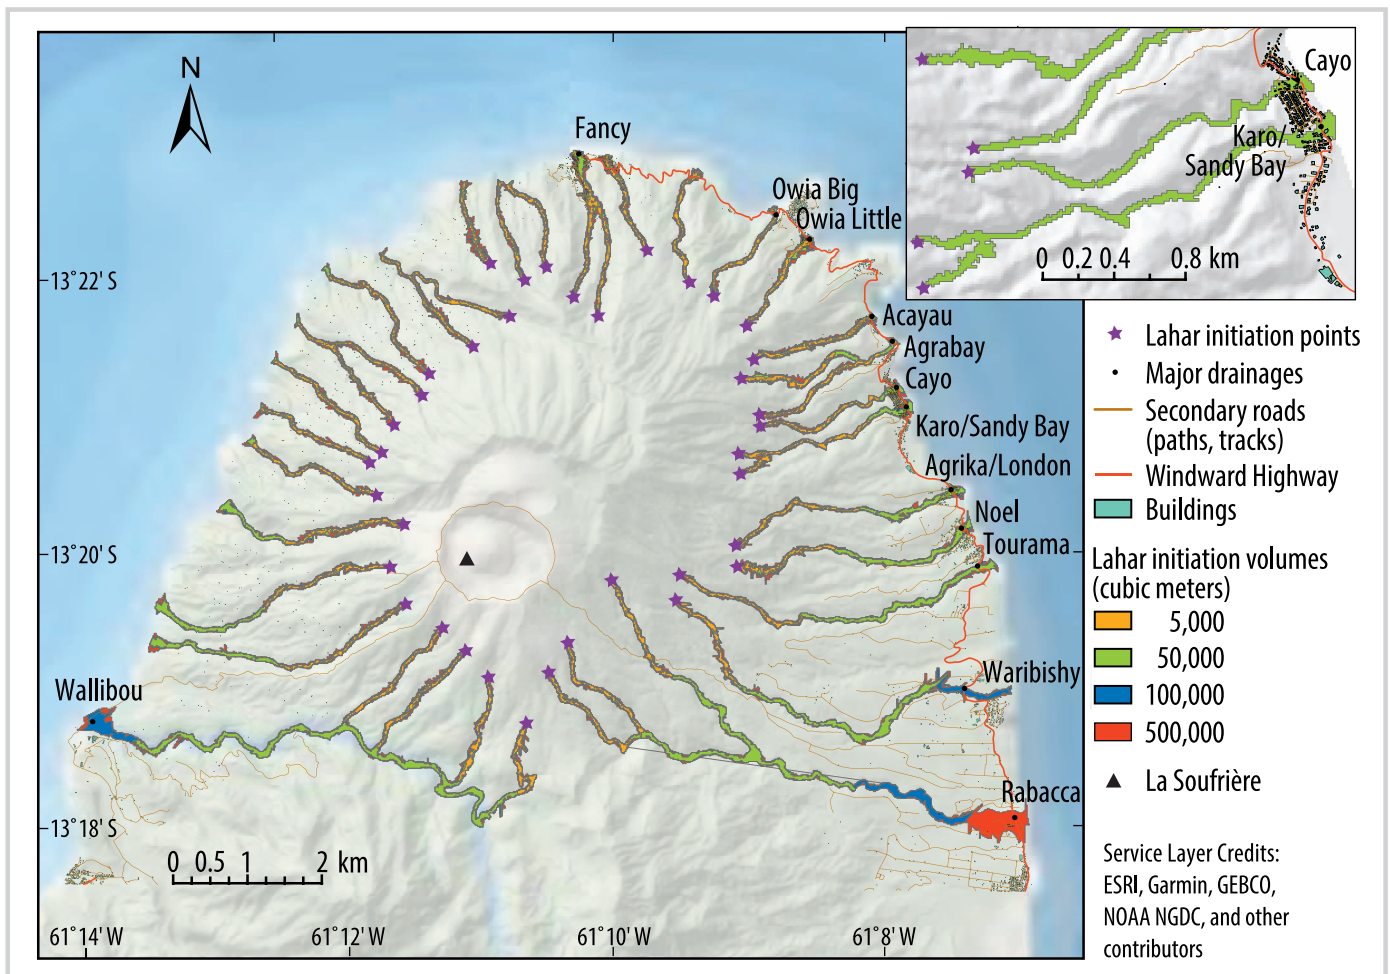 N
Fancy
Owia Big
Owia Little
Acayau
Agrabay
Cayo
Karo/Sandy Bay
Agrika/London
Noel
Tourama
Waribishy
Rabacca
Wallibou
13°22' S
13°20' S
13°18' S
0 0.5 1 2 km
61°14' W
61°12' W
61°10' W
61°8' W
Cayo
Karo/
Sandy Bay
0 0.2 0.4 0.8 km
Lahar initiation points
Major drainages
Secondary roads
(paths, tracks)
Windward Highway
Buildings
Lahar initiation volumes
(cubic meters)
5,000
50,000
100,000
500,000
La Soufrière
Service Layer Credits:
ESRI, Garmin, GEBCO,
NOAA NGDC, and other
contributors